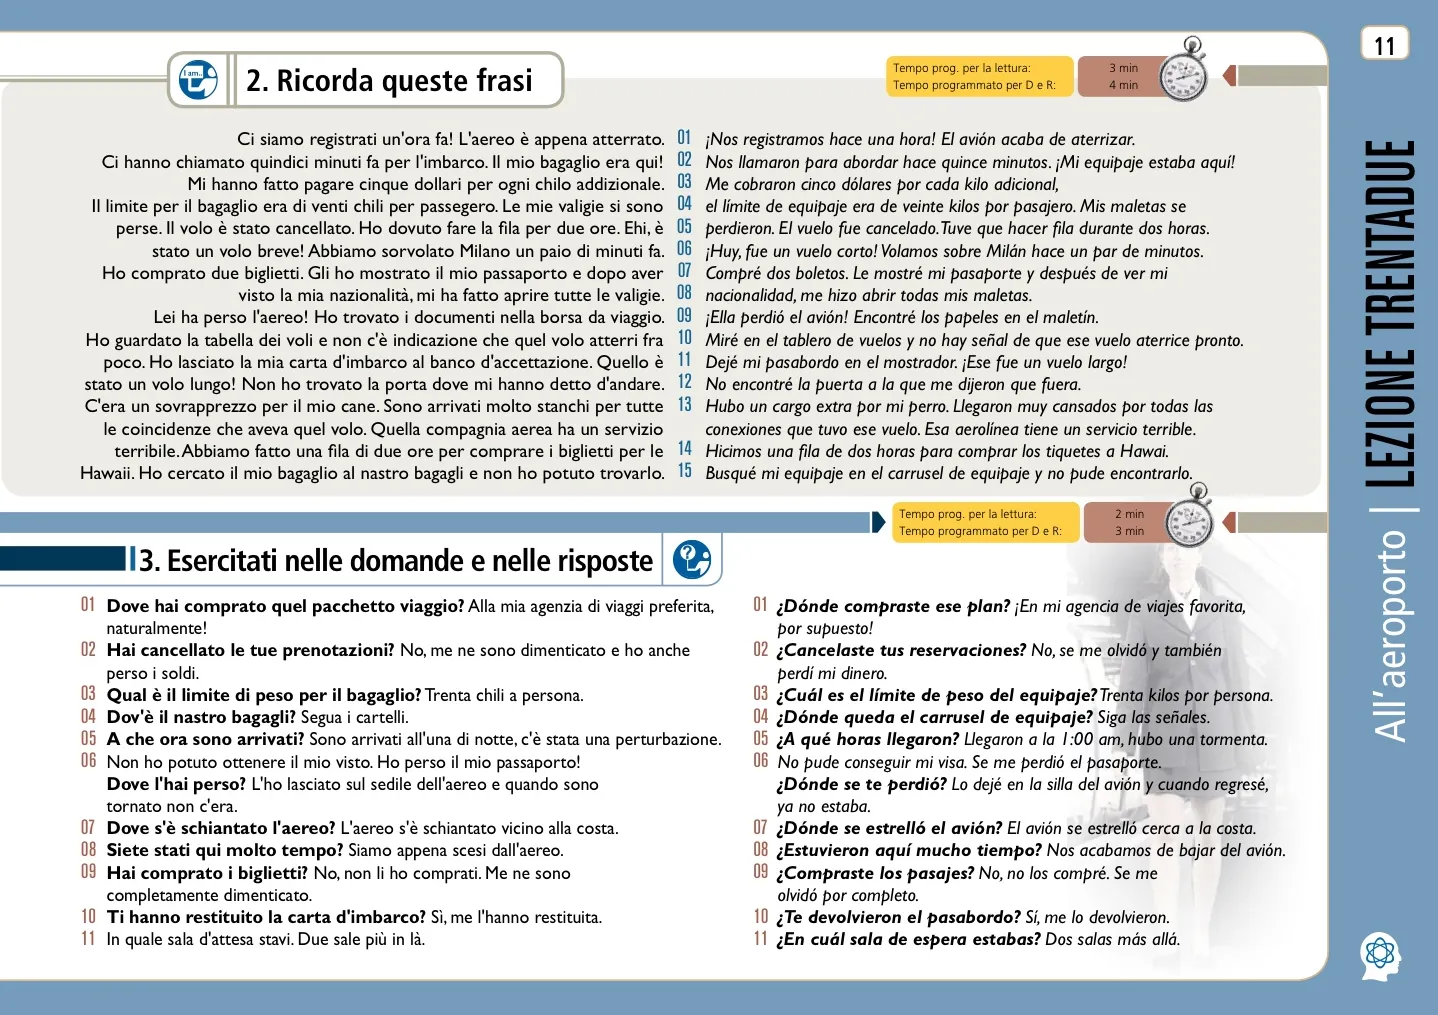 11
LEZIONE TRENTADUE
All'aeroporto |
I am..
2. Ricorda queste frasi
Tempo prog. per la lettura: 3 min
Tempo programmato per D e R: 4 min
Ci siamo registrati un'ora fa! L'aereo è appena atterrato. 01 ¡Nos registramos hace una hora! El avión acaba de aterrizar.
Ci hanno chiamato quindici minuti fa per l'imbarco. Il mio bagaglio era qui! 02 Nos llamaron para abordar hace quince minutos. ¡Mi equipaje estaba aquí!
Mi hanno fatto pagare cinque dollari per ogni chilo addizionale. 03 Me cobraron cinco dólares por cada kilo adicional,
Il limite per il bagaglio era di venti chili per passegero. Le mie valigie si sono 04 el límite de equipaje era de veinte kilos por pasajero. Mis maletas se
perse. Il volo è stato cancellato. Ho dovuto fare la fila per due ore. Ehi, è 05 perdieron. El vuelo fue cancelado. Tuve que hacer fila durante dos horas.
stato un volo breve! Abbiamo sorvolato Milano un paio di minuti fa. 06 ¡Huy, fue un vuelo corto! Volamos sobre Milán hace un par de minutos.
Ho comprato due biglietti. Gli ho mostrato il mio passaporto e dopo aver 07 Compré dos boletos. Le mostré mi pasaporte y después de ver mi
visto la mia nazionalità, mi ha fatto aprire tutte le valigie. 08 nacionalidad, me hizo abrir todas mis maletas.
Lei ha perso l'aereo! Ho trovato i documenti nella borsa da viaggio. 09 ¡Ella perdió el avión! Encontré los papeles en el maletín.
Ho guardato la tabella dei voli e non c'è indicazione che quel volo atterri fra 10 Miré en el tablero de vuelos y no hay señal de que ese vuelo aterrice pronto.
poco. Ho lasciato la mia carta d'imbarco al banco d'accettazione. Quello è 11 Dejé mi pasabordo en el mostrador. ¡Ese fue un vuelo largo!
stato un volo lungo! Non ho trovato la porta dove mi hanno detto d'andare. 12 No encontré la puerta a la que me dijeron que fuera.
C'era un sovrapprezzo per il mio cane. Sono arrivati molto stanchi per tutte 13 Hubo un cargo extra por mi perro. Llegaron muy cansados por todas las
le coincidenze che aveva quel volo. Quella compagnia aerea ha un servizio conexiones que tuvo ese vuelo. Esa aerolínea tiene un servicio terrible.
terribile. Abbiamo fatto una fila di due ore per comprare i biglietti per le 14 Hicimos una fila de dos horas para comprar los tiquetes a Hawai.
Hawaii. Ho cercato il mio bagaglio al nastro bagagli e non ho potuto trovarlo. 15 Busqué mi equipaje en el carrusel de equipaje y no pude encontrarlo.
Tempo prog. per la lettura: 2 min
Tempo programmato per D e R: 3 min
3. Esercitati nelle domande e nelle risposte
?
01 Dove hai comprato quel pacchetto viaggio? Alla mia agenzia di viaggi preferita,
naturalmente!
02 Hai cancellato le tue prenotazioni? No, me ne sono dimenticato e ho anche
perso i soldi.
03 Qual è il limite di peso per il bagaglio? Trenta chili a persona.
04 Dov'è il nastro bagagli? Segua i cartelli.
05 A che ora sono arrivati? Sono arrivati all'una di notte, c'è stata una perturbazione.
06 Non ho potuto ottenere il mio visto. Ho perso il mio passaporto!
Dove l'hai perso? L'ho lasciato sul sedile dell'aereo e quando sono
tornato non c'era.
07 Dove s'è schiantato l'aereo? L'aereo s'è schiantato vicino alla costa.
08 Siete stati qui molto tempo? Siamo appena scesi dall'aereo.
09 Hai comprato i biglietti? No, non li ho comprati. Me ne sono
completamente dimenticato.
10 Ti hanno restituito la carta d'imbarco? Sì, me l'hanno restituita.
11 In quale sala d'attesa stavi. Due sale più in là.
01 ¿Dónde compraste ese plan? ¡En mi agencia de viajes favorita,
por supuesto!
02 ¿Cancelaste tus reservaciones? No, se me olvidó y también
perdí mi dinero.
03 ¿Cuál es el límite de peso del equipaje? Trenta kilos por persona.
04 ¿Dónde queda el carrusel de equipaje? Siga las señales.
05 ¿A qué horas llegaron? Llegaron a la 1:00 am, hubo una tormenta.
06 No pude conseguir mi visa. Se me perdió el pasaporte.
¿Dónde se te perdió? Lo dejé en la silla del avión y cuando regresé,
ya no estaba.
07 ¿Dónde se estrelló el avión? El avión se estrelló cerca a la costa.
08 ¿Estuvieron aquí mucho tiempo? Nos acabamos de bajar del avión.
09 ¿Compraste los pasajes? No, no los compré. Se me
olvidó por completo.
10 ¿Te devolvieron el pasabordo? Sí, me lo devolvieron.
11 ¿En cuál sala de espera estabas? Dos salas más allá.